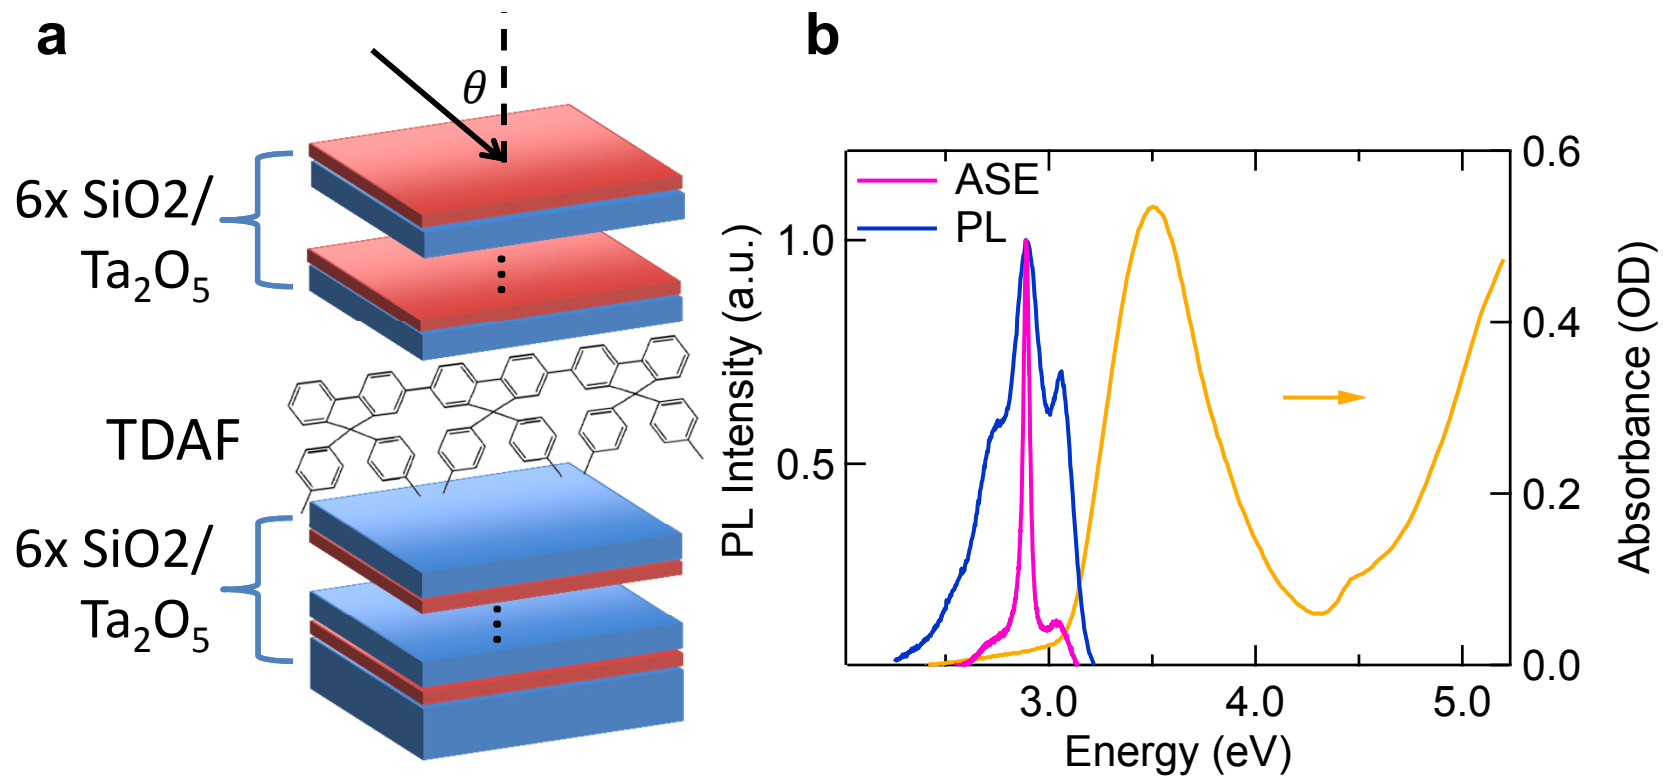 a
θ
6x SiO2/
Ta₂O₅
TDAF
6x SiO2/
Ta₂O₅
b
ASE
PL
PL Intensity (a.u.)
1.0
0.5
0.6
0.4
0.2
0.0
Absorbance (OD)
3.0
4.0
5.0
Energy (eV)